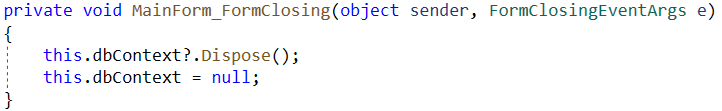 private void MainForm_FormClosing(object sender, FormClosingEventArgs e)
{
    this.dbContext?.Dispose();
    this.dbContext = null;
}